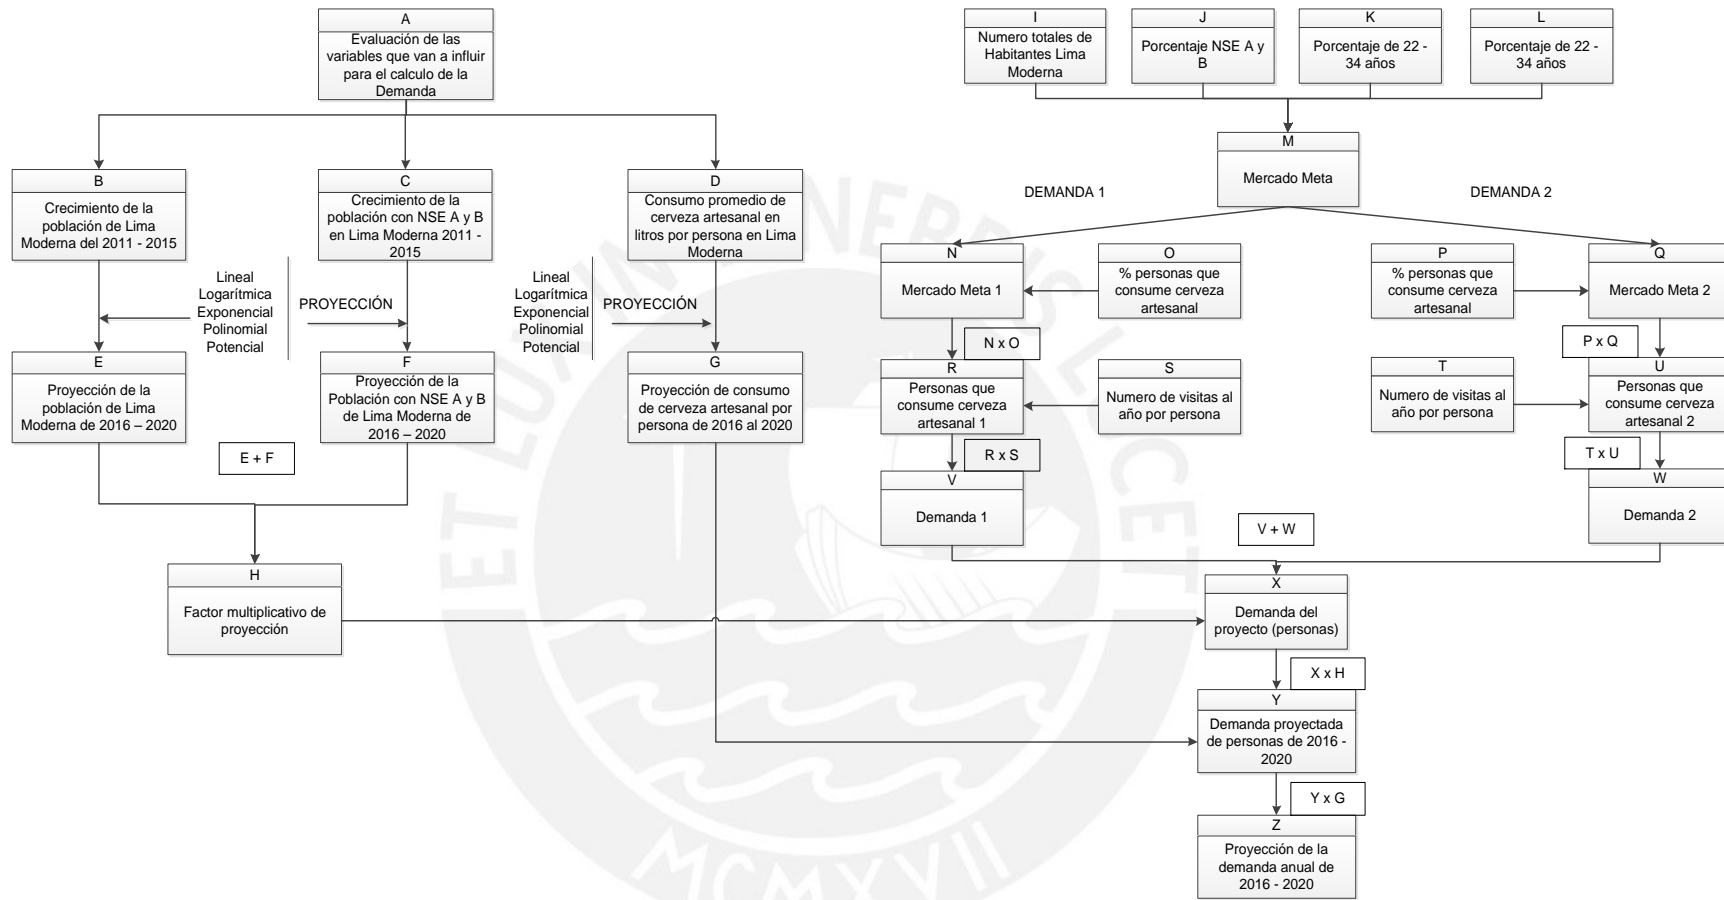 A
Evaluación de las
variables que van a influir
para el calculo de la
Demanda
B
Crecimiento de la
población de Lima
Moderna del 2011 - 2015
C
Crecimiento de la
población con NSE A y B
en Lima Moderna 2011 -
2015
D
Consumo promedio de
cerveza artesanal en
litros por persona en Lima
Moderna
Lineal
Logarítmica
Exponencial
Polinomial
Potencial
PROYECCIÓN
Lineal
Logarítmica
Exponencial
Polinomial
Potencial
PROYECCIÓN
E
Proyección de la
población de Lima
Moderna de 2016 – 2020
F
Proyección de la
Población con NSE A y B
de Lima Moderna de
2016 – 2020
G
Proyección de consumo
de cerveza artesanal por
persona de 2016 al 2020
E + F
H
Factor multiplicativo de
proyección
I
Numero totales de
Habitantes Lima
Moderna
J
Porcentaje NSE A y
B
K
Porcentaje de 22 -
34 años
L
Porcentaje de 22 -
34 años
M
Mercado Meta
DEMANDA 1
DEMANDA 2
N
Mercado Meta 1
O
% personas que
consume cerveza
artesanal
P
% personas que
consume cerveza
artesanal
Q
Mercado Meta 2
N x O
P x Q
R
Personas que
consume cerveza
artesanal 1
S
Numero de visitas al
año por persona
T
Numero de visitas al
año por persona
U
Personas que
consume cerveza
artesanal 2
R x S
T x U
V
Demanda 1
W
Demanda 2
V + W
X
Demanda del
proyecto (personas)
X x H
Y
Demanda proyectada
de personas de 2016 -
2020
Y x G
Z
Proyección de la
demanda anual de
2016 - 2020
ET LUX IN TENEBRIS LUCET
MCMXVII